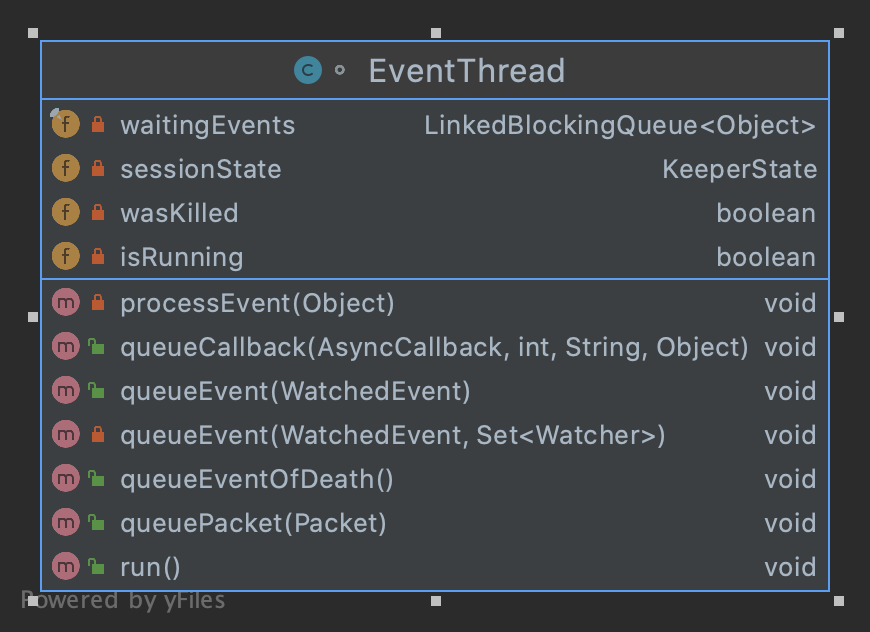 EventThread
waitingEvents LinkedBlockingQueue<Object>
sessionState KeeperState
wasKilled boolean
isRunning boolean
processEvent(Object) void
queueCallback(AsyncCallback, int, String, Object) void
queueEvent(WatchedEvent) void
queueEvent(WatchedEvent, Set<Watcher>) void
queueEventOfDeath() void
queuePacket(Packet) void
run() void
Powered by yFiles